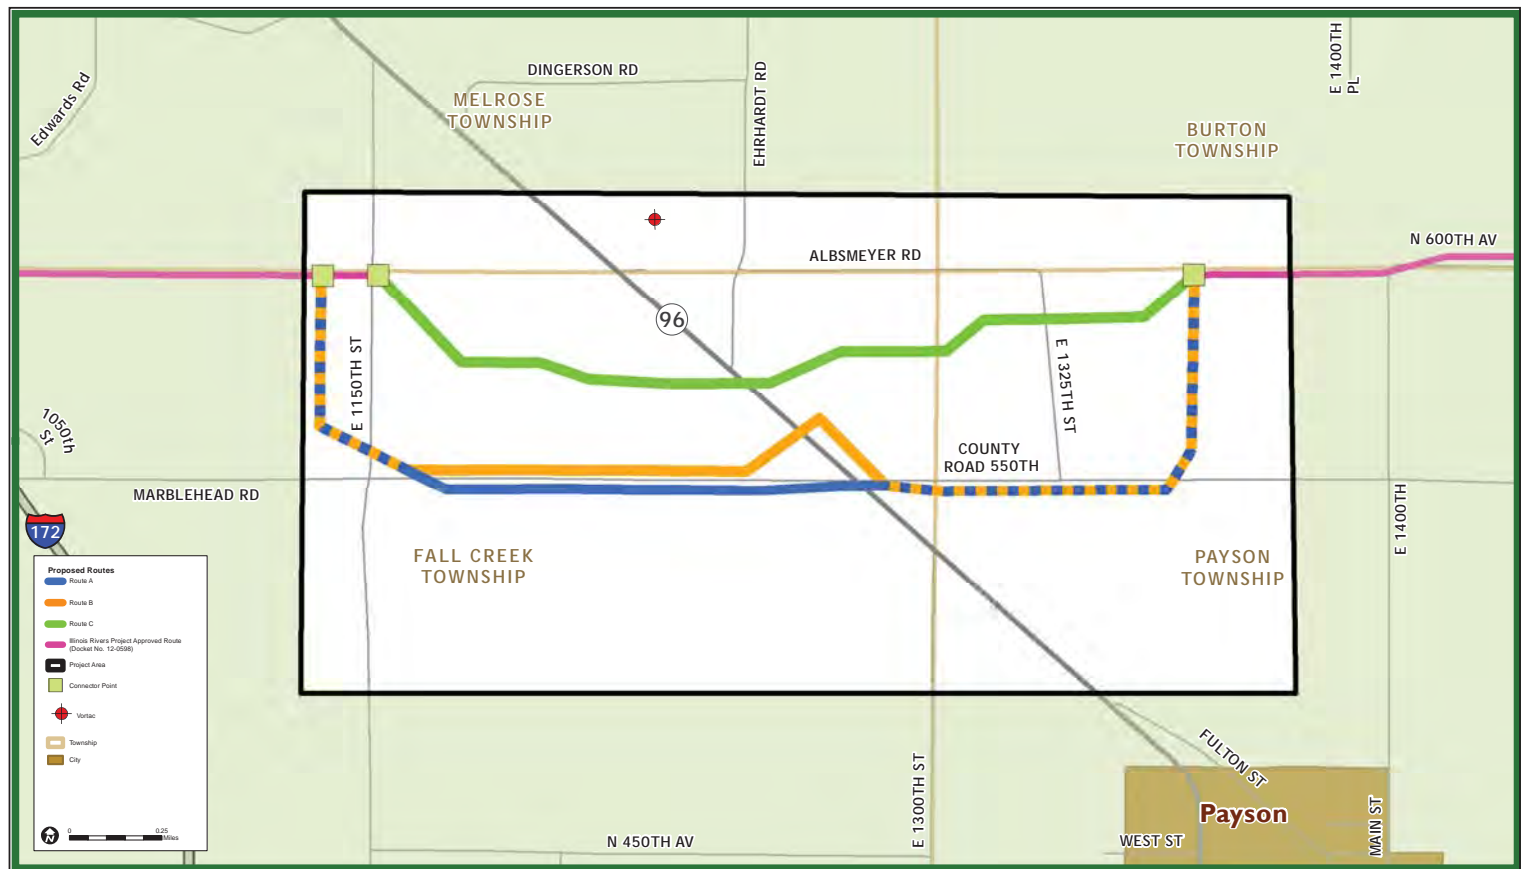 E 1400TH
PL
DINGERSON RD
EHRHARDT RD
Edwards Rd
MELROSE
TOWNSHIP
BURTON
TOWNSHIP
N 600TH AV
ALBSMEYER RD
96
E 1150TH ST
E 1325TH ST
1050th
St
COUNTY
ROAD 550TH
MARBLEHEAD RD
E 1400TH
172
FALL CREEK
TOWNSHIP
PAYSON
TOWNSHIP
Proposed Routes
Route A
Route B
Route C
Illinois Rivers Project Approved Route
(Docket No. 12-0598)
Project Area
Connector Point
Vortac
Township
City
N
0
0.25
Miles
FULTON ST
E 1300TH ST
Payson
MAIN ST
N 450TH AV
WEST ST